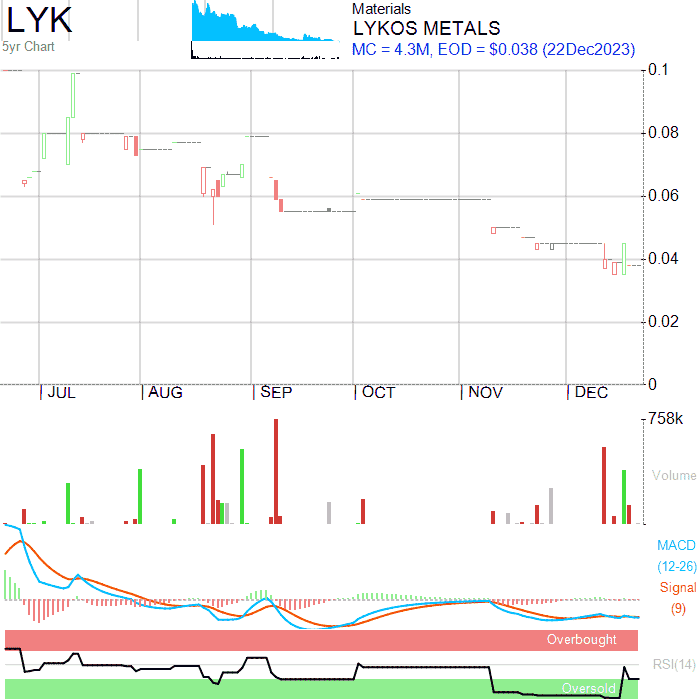 LYK
5yr Chart
Materials
LYKOS METALS
MC = 4.3M, EOD = $0.038 (22Dec2023)
0.1
0.08
0.06
0.04
0.02
0
JUL AUG SEP OCT NOV DEC
758k
Volume
MACD
(12-26)
Signal
(9)
Overbought
RSI(14)
Oversold